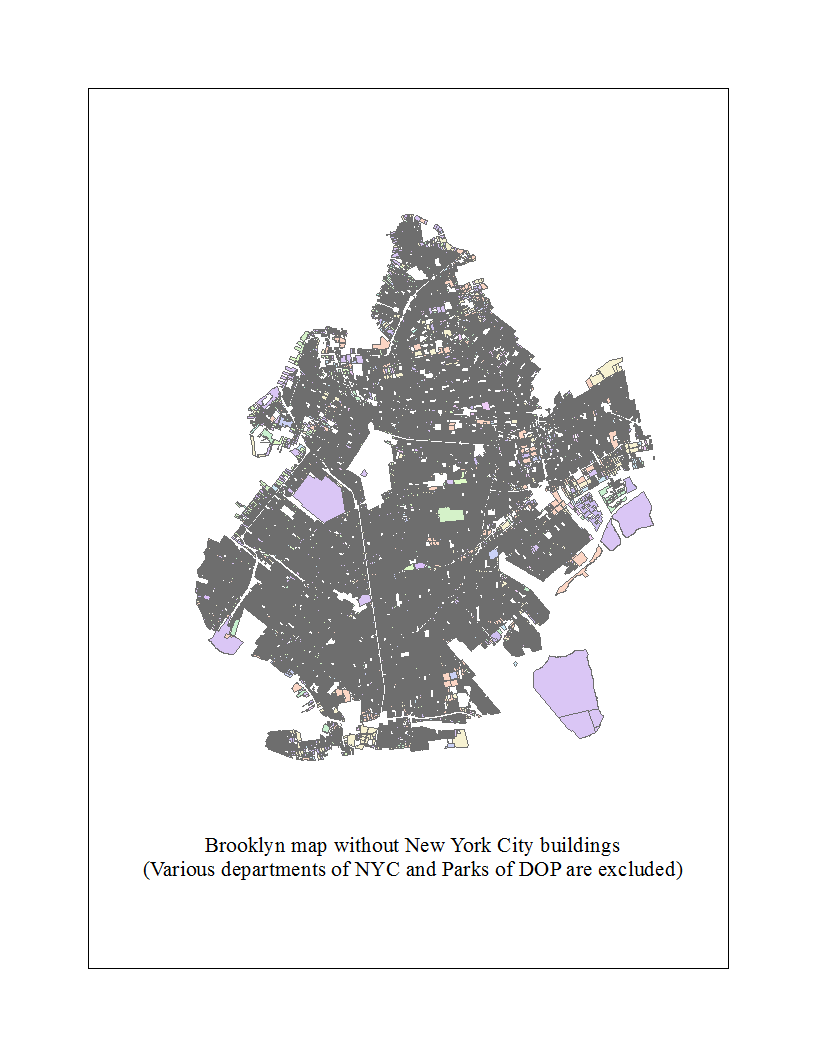 Brooklyn map without New York City buildings
(Various departments of NYC and Parks of DOP are excluded)